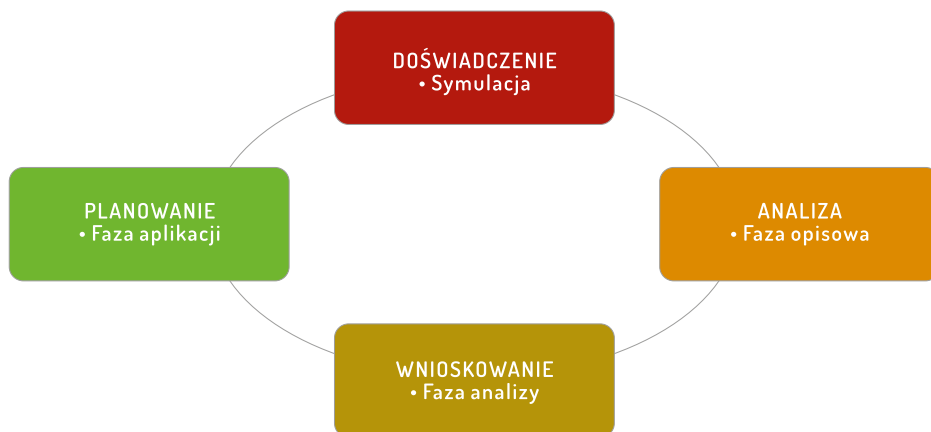 DOŚWIADCZENIE
• Symulacja
PLANOWANIE
• Faza aplikacji
ANALIZA
• Faza opisowa
WNIOSKOWANIE
• Faza analizy